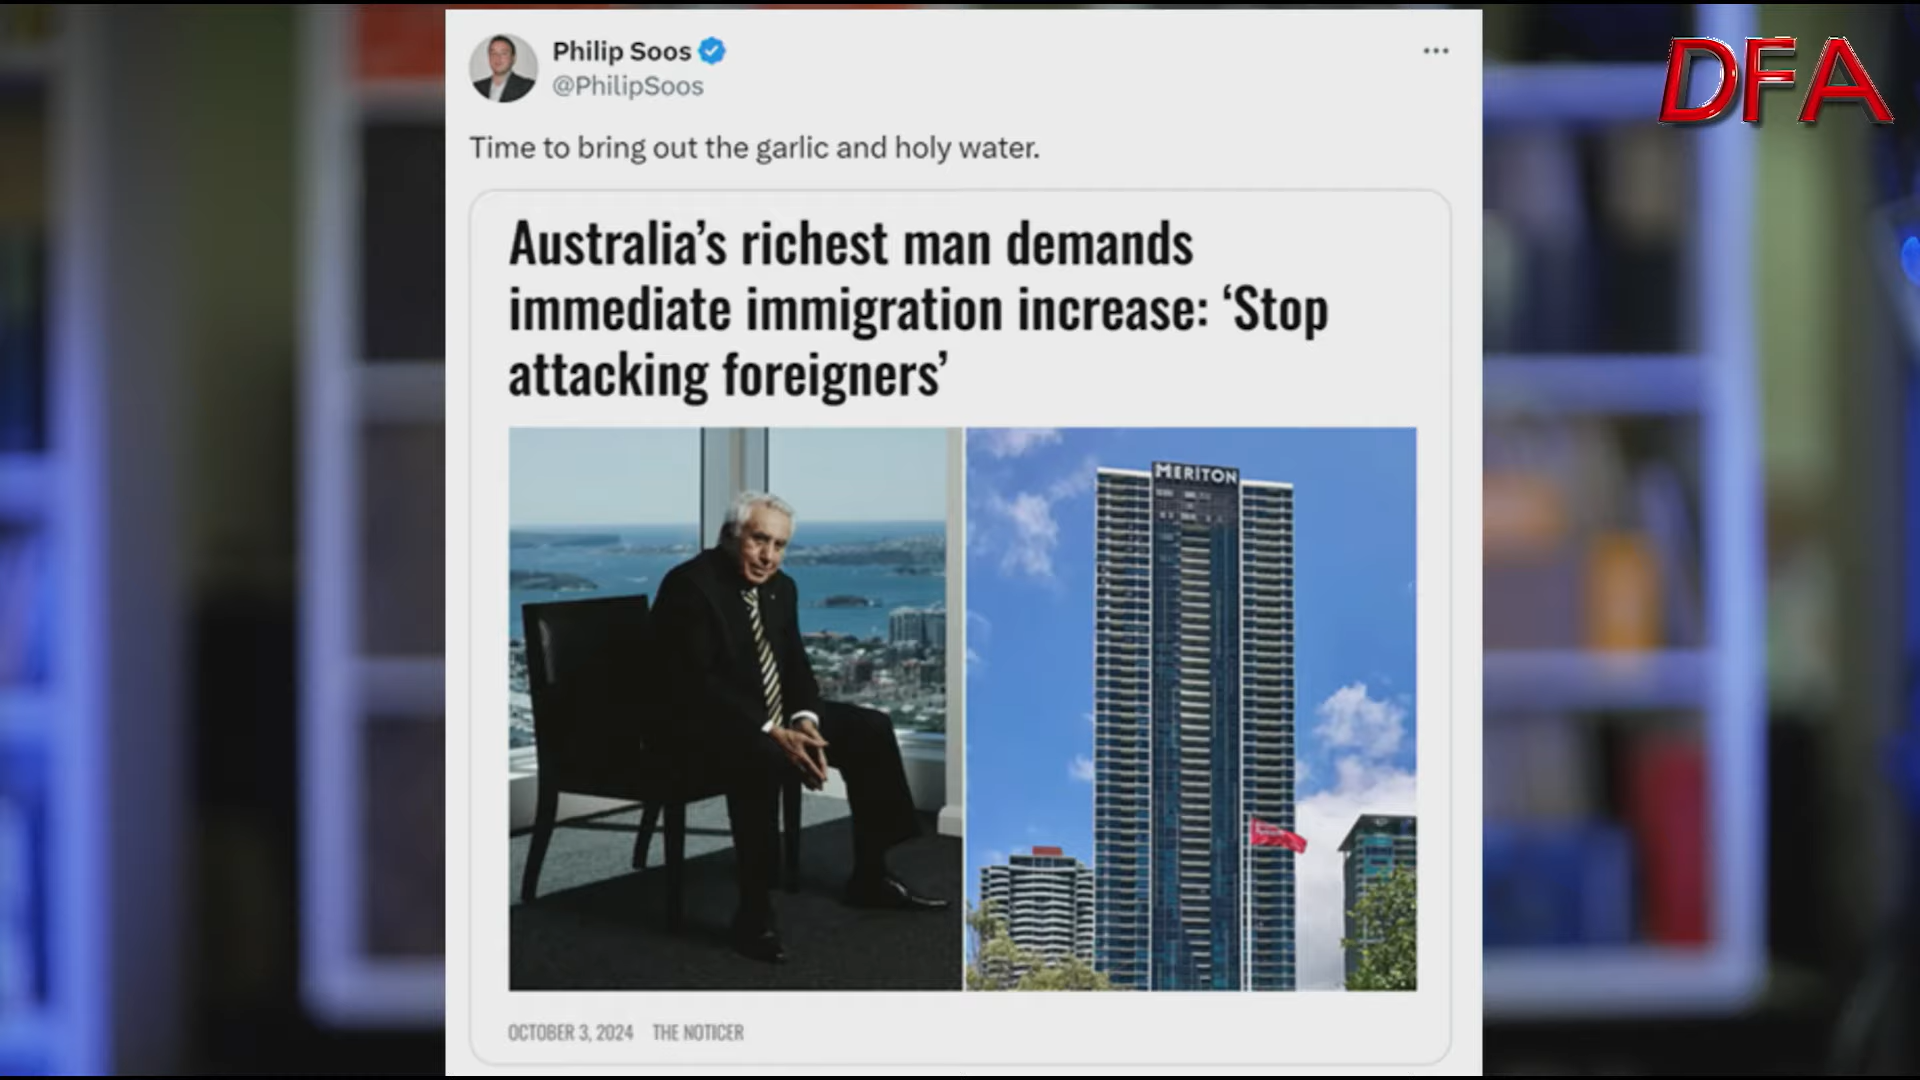 DFA
Philip Soos
@PhilipSoos
Time to bring out the garlic and holy water.
Australia’s richest man demands
immediate immigration increase: ‘Stop
attacking foreigners’
MERITON
OCTOBER 3, 2024 THE NOTICER